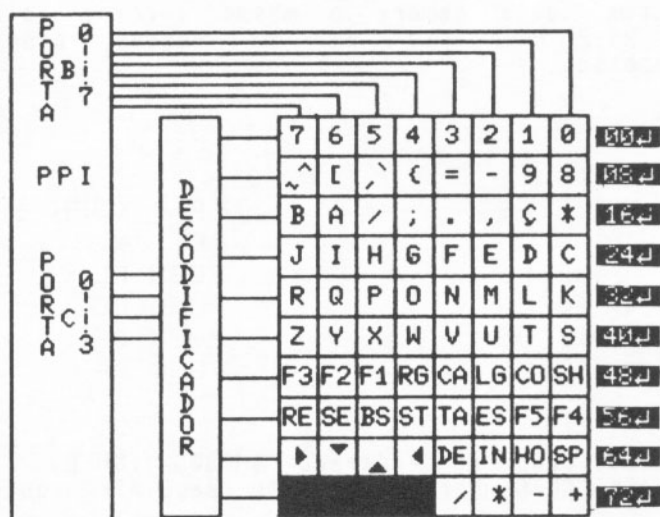 PORTA B
0
7
PPI
PORTA C
0
3
DECODIFICADOR
7 6 5 4 3 2 1 0 00↵
~^ [ ´` { = - 9 8 08↵
B A / ; . , Ç * 16↵
J I H G F E D C 24↵
R Q P O N M L K 32↵
Z Y X W V U T S 40↵
F3 F2 F1 RG CA LG CO SH 48↵
RE SE BS ST TA ES F5 F4 56↵
▶ ▼ ▲ ◀ DE IN HO SP 64↵
/ * - + 72↵